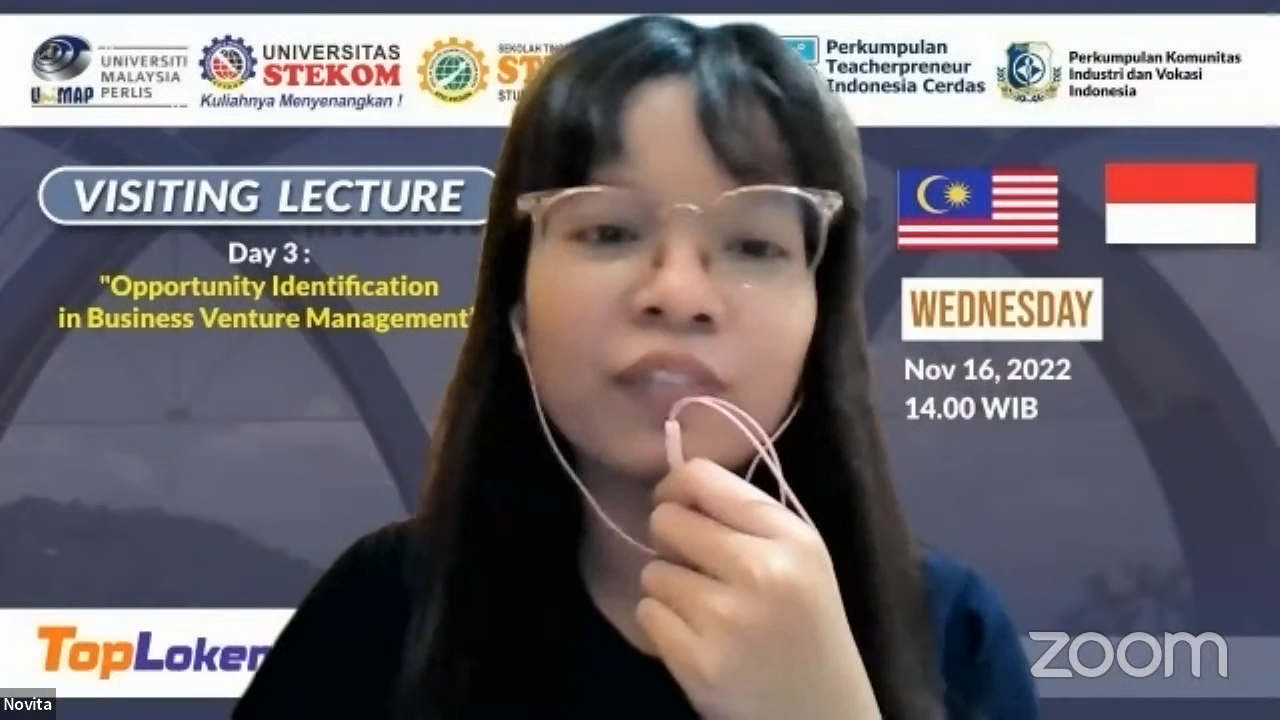 UNIVERSITI
MALAYSIA
PERLIS
UniMAP
UNIVERSITAS
STEKOM
Kuliahnya Menyenangkan !
SEKOLAH
Perkumpulan
Teacherpreneur
Indonesia Cerdas
Perkumpulan Komunitas
Industri dan Vokasi
Indonesia
VISITING LECTURE
Day 3 :
"Opportunity Identification
in Business Venture Management"
WEDNESDAY
Nov 16, 2022
14.00 WIB
TopLoker
zoom
Novita